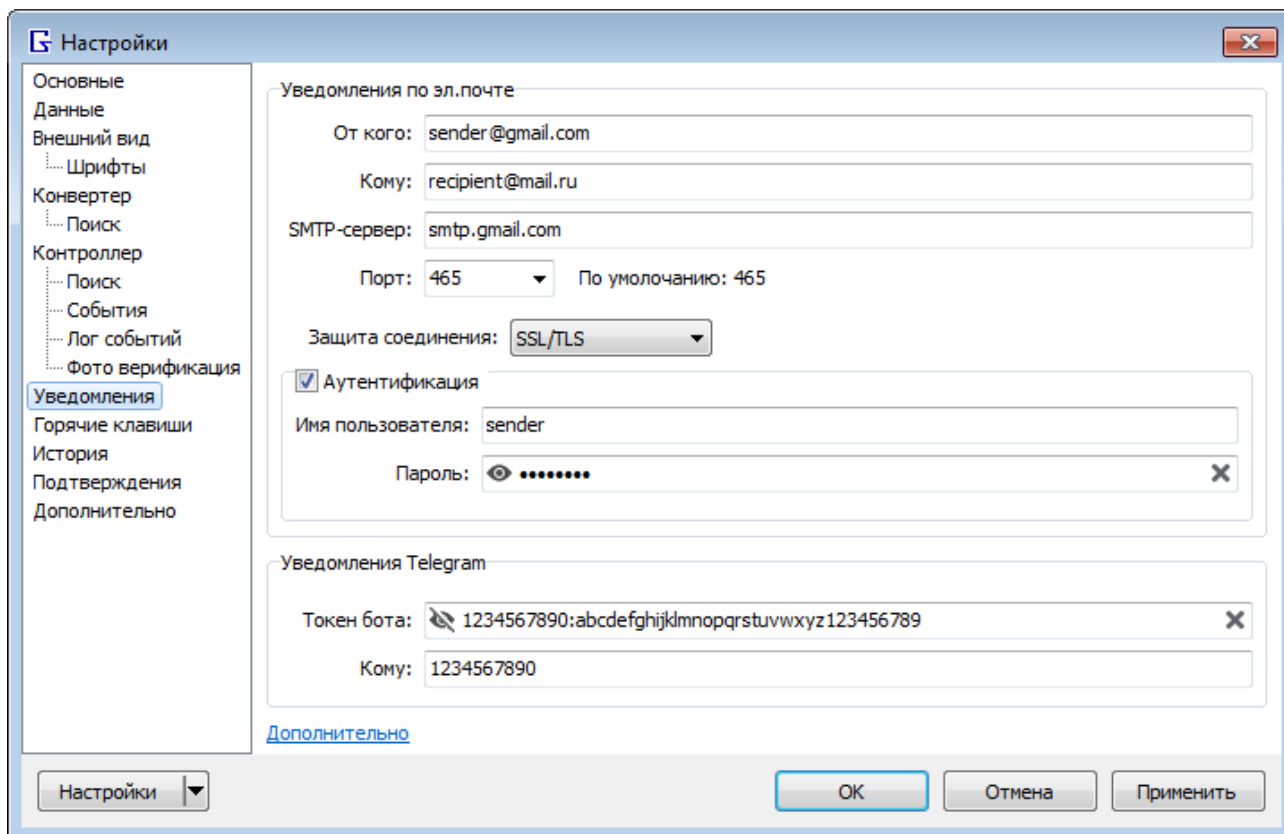 Настройки
Основные
Данные
Внешний вид
Шрифты
Конвертер
Поиск
Контроллер
Поиск
События
Лог событий
Фото верификация
Уведомления
Горячие клавиши
История
Подтверждения
Дополнительно
Уведомления по эл.почте
От кого: sender@gmail.com
Кому: recipient@mail.ru
SMTP-сервер: smtp.gmail.com
Порт: 465 По умолчанию: 465
Защита соединения: SSL/TLS
Аутентификация
Имя пользователя: sender
Пароль: ••••••••
Уведомления Telegram
Токен бота: 1234567890:abcdefghijklmnopqrstuvwxyz123456789
Кому: 1234567890
Дополнительно
Настройки OK Отмена Применить